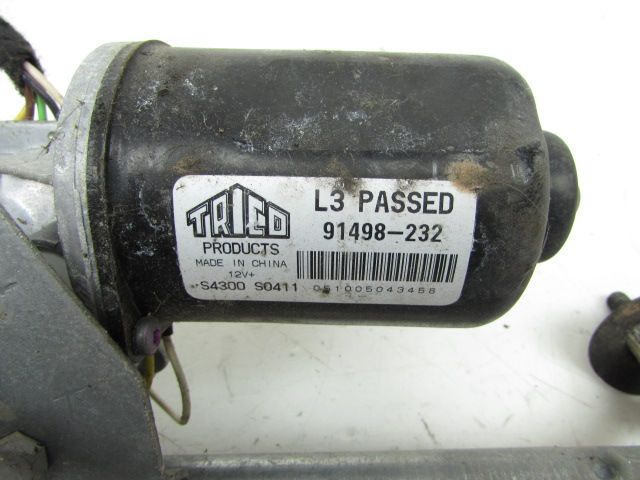 TRICO
PRODUCTS
MADE IN CHINA
12V+
S4300 S0411
L3 PASSED
91498-232
051005043458